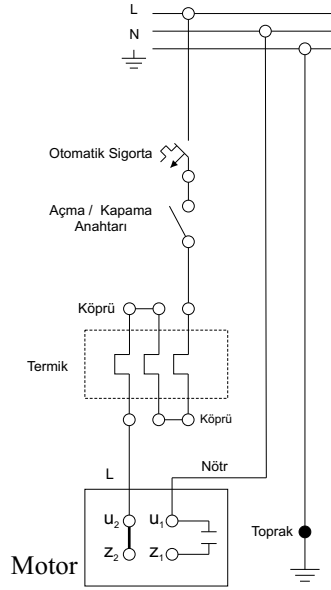 L
N
Otomatik Sigorta
Açma / Kapama
Anahtarı
Köprü
Termik
Köprü
L
Nötr
u2 u1
Toprak
z2 z1
Motor